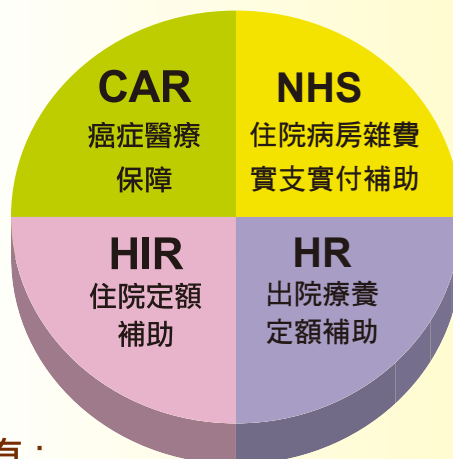 CAR
癌症醫療
保障
NHS
住院病房雜費
實支實付補助
HIR
住院定額
補助
HR
出院療養
定額補助
有：